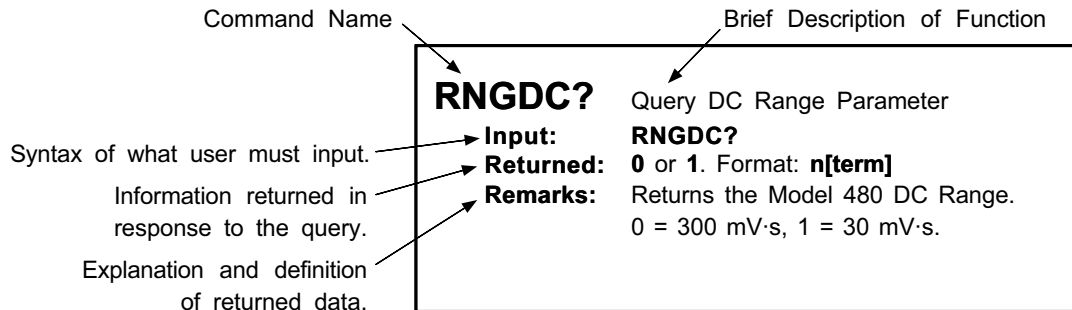 Command Name
Brief Description of Function
RNGDC? Query DC Range Parameter
Syntax of what user must input.
Input: RNGDC?
Information returned in
response to the query.
Returned: 0 or 1. Format: n[term]
Explanation and definition
of returned data.
Remarks: Returns the Model 480 DC Range.
0 = 300 mV·s, 1 = 30 mV·s.